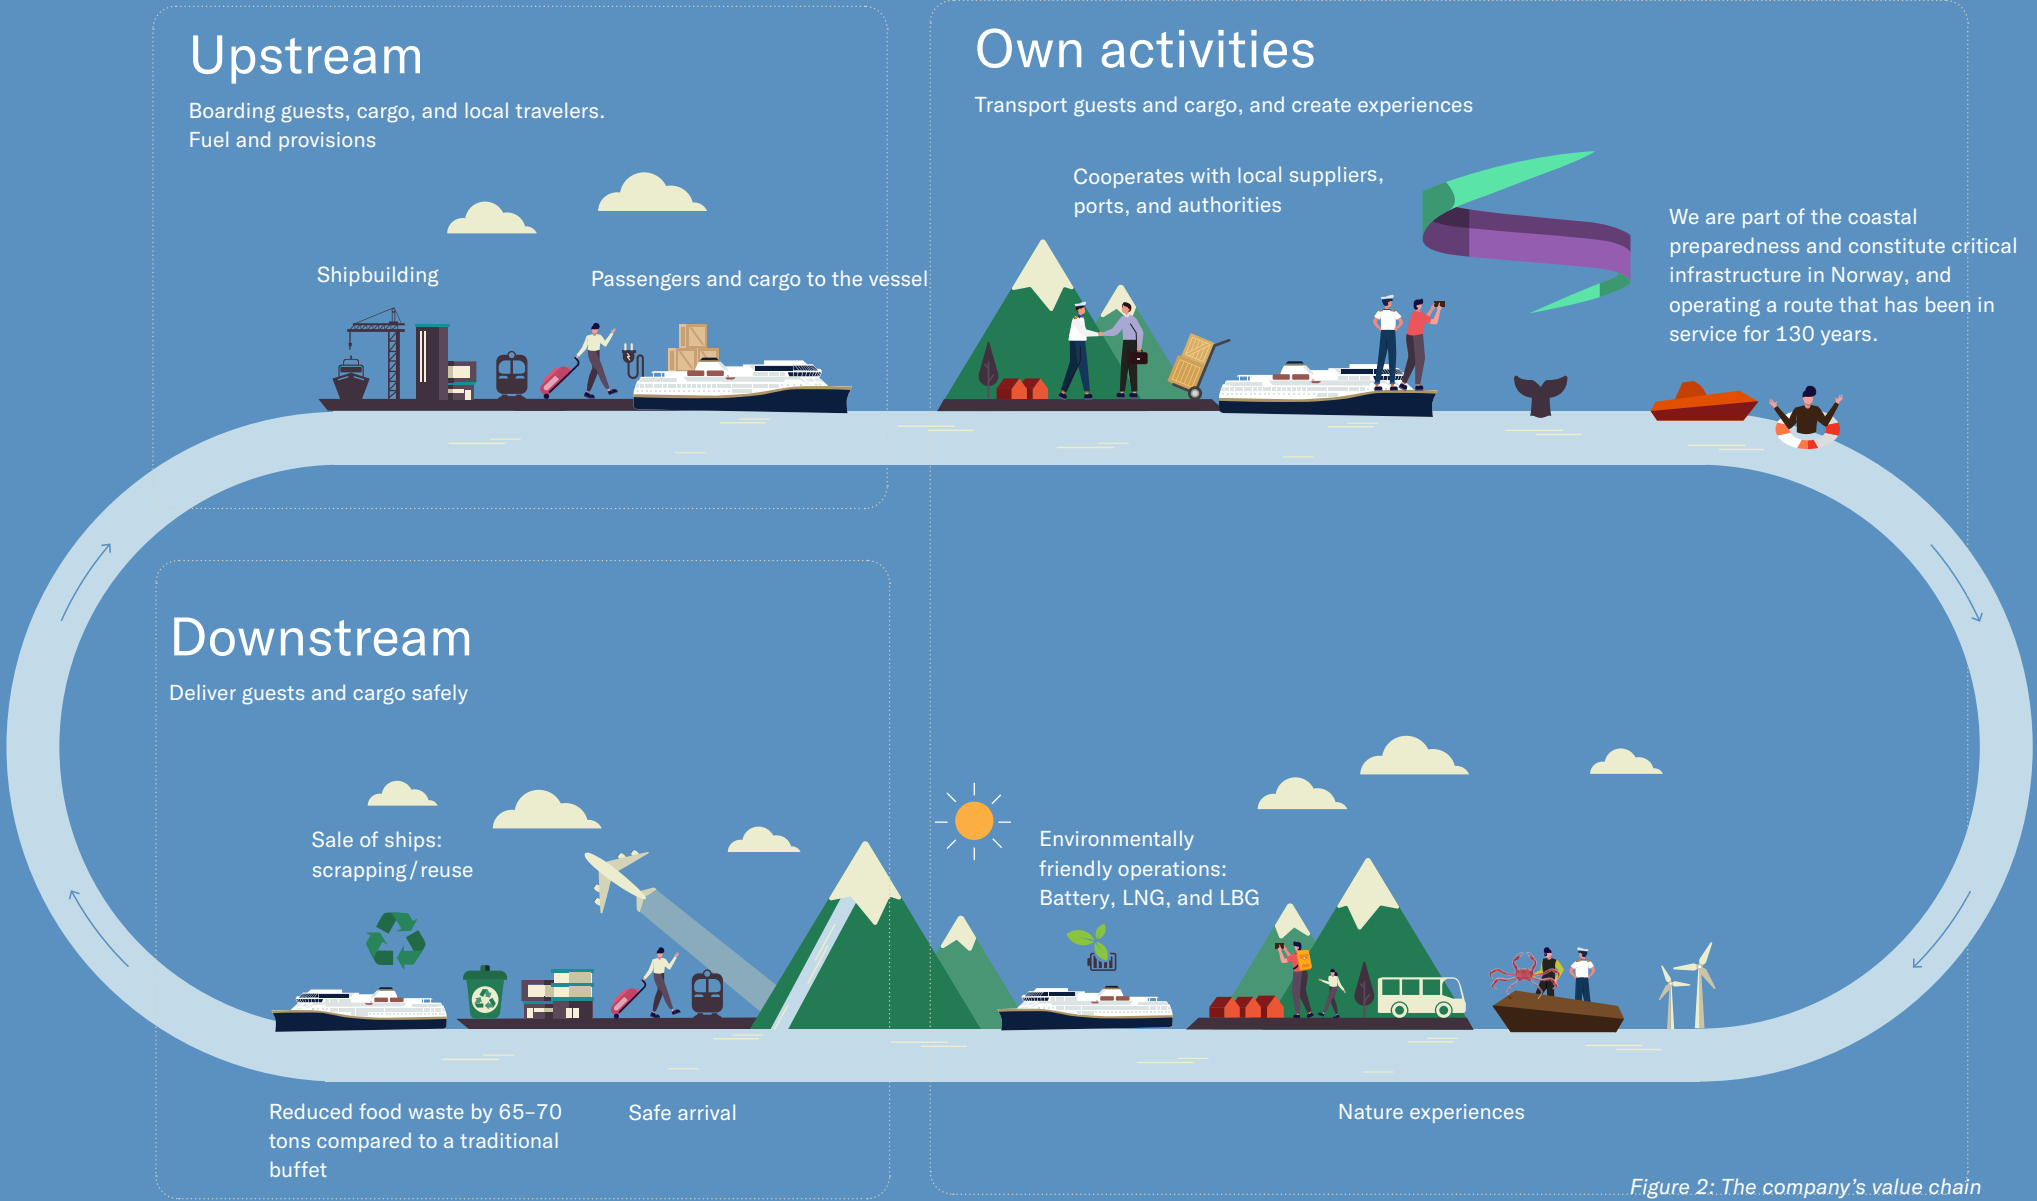 Upstream
Boarding guests, cargo, and local travelers.
Fuel and provisions
Shipbuilding
Passengers and cargo to the vessel
Own activities
Transport guests and cargo, and create experiences
Cooperates with local suppliers,
ports, and authorities
We are part of the coastal
preparedness and constitute critical
infrastructure in Norway, and
operating a route that has been in
service for 130 years.
Downstream
Deliver guests and cargo safely
Sale of ships:
scrapping/reuse
Environmentally
friendly operations:
Battery, LNG, and LBG
Reduced food waste by 65–70
tons compared to a traditional
buffet
Safe arrival
Nature experiences
Figure 2: The company's value chain